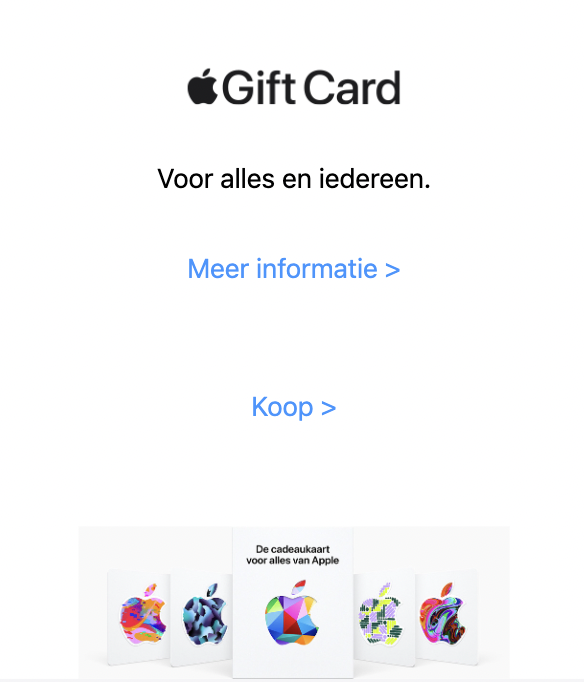 Gift Card
Voor alles en iedereen.
Meer informatie >
Koop >
De cadeaukaart
voor alles van Apple